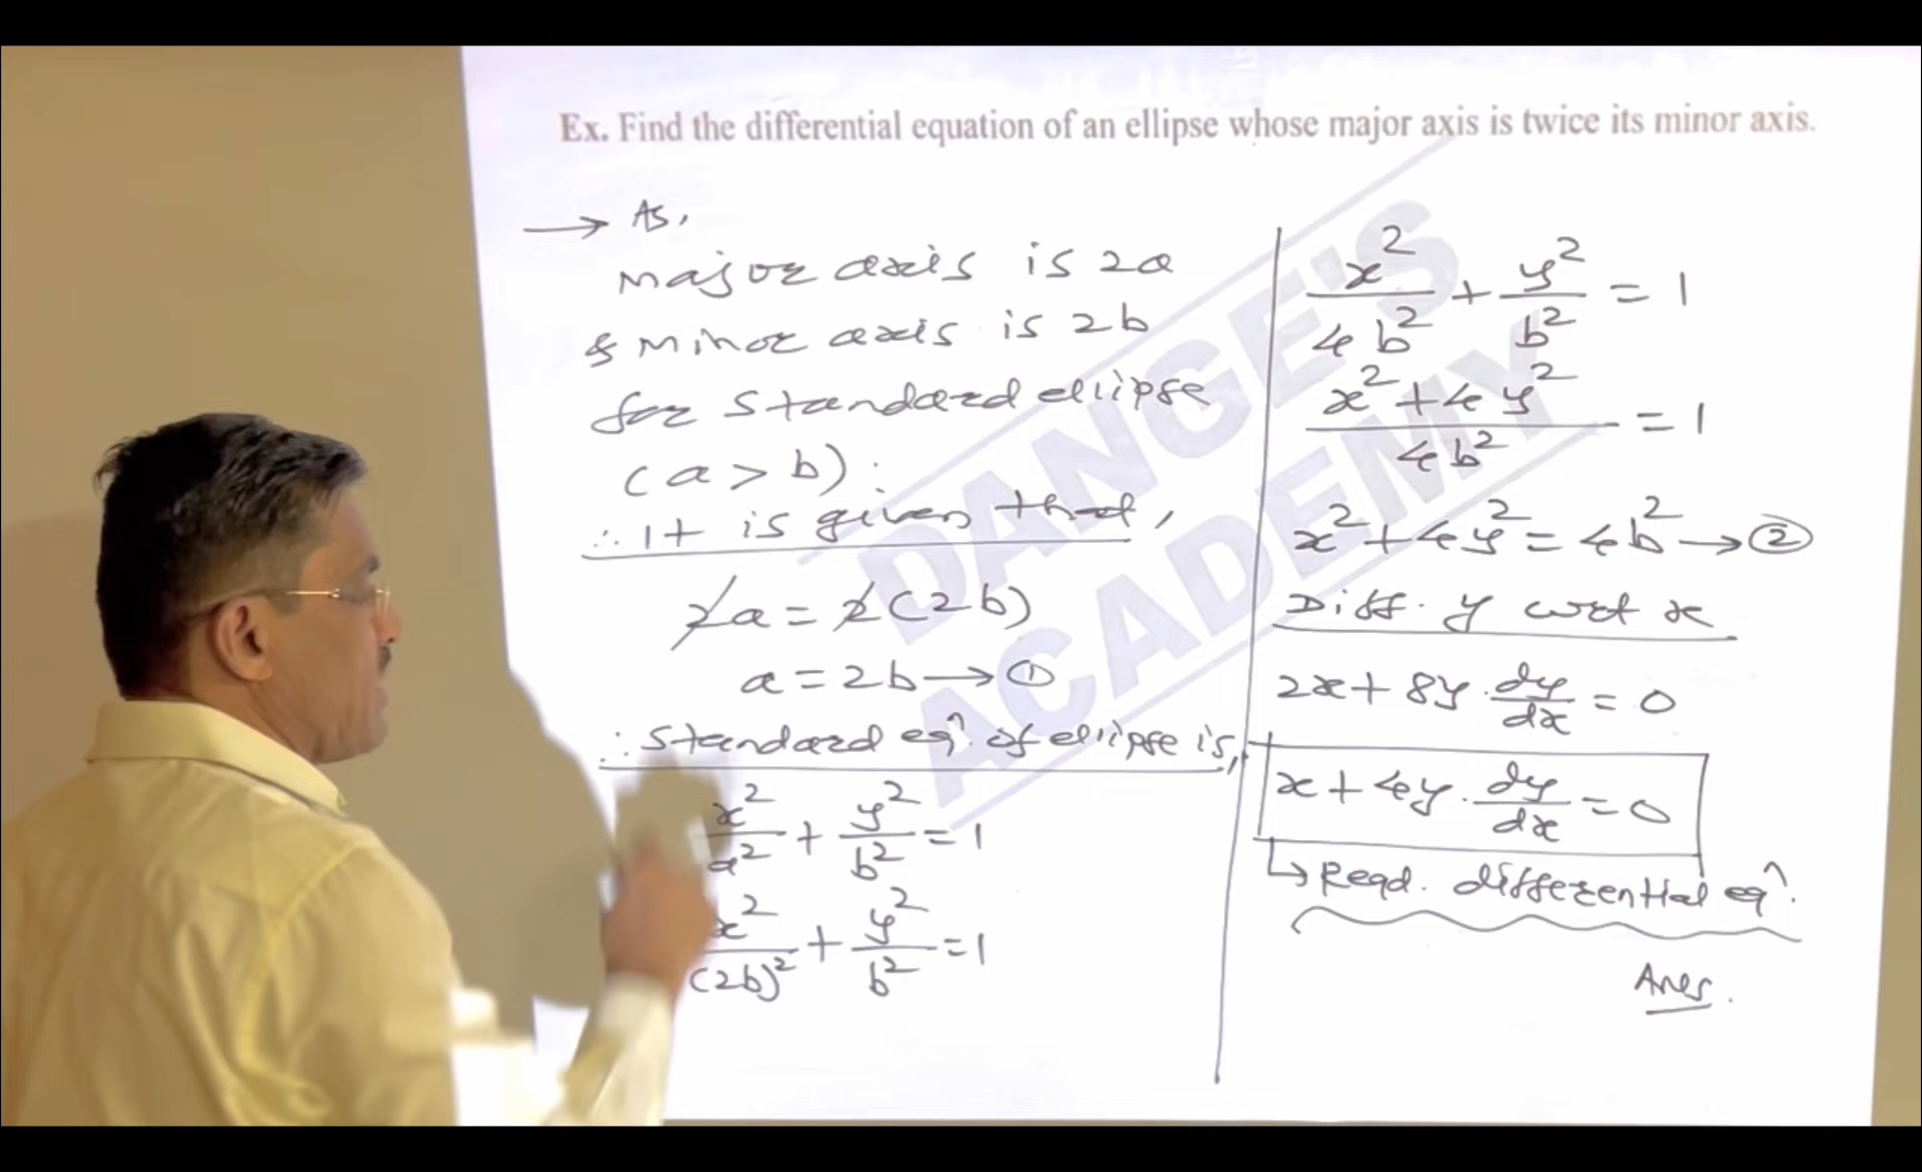 Ex. Find the differential equation of an ellipse whose major axis is twice its minor axis.
→ As,
major axis is 2a
& minor axis is 2b
for standard ellipse
(a > b).
∴ It is given that,
2a = 2(2b)
a = 2b → ①
∴ Standard eqⁿ. of ellipse is,
x²/a² + y²/b² = 1
x²/(2b)² + y²/b² = 1
x²/4b² + y²/b² = 1
(x² + 4y²)/4b² = 1
x² + 4y² = 4b² → ②
Diff. y wrt x
2x + 8y · dy/dx = 0
x + 4y · dy/dx = 0
↳ Reqd. differential eqⁿ.
Ans.
DANGE'S
ACADEMY